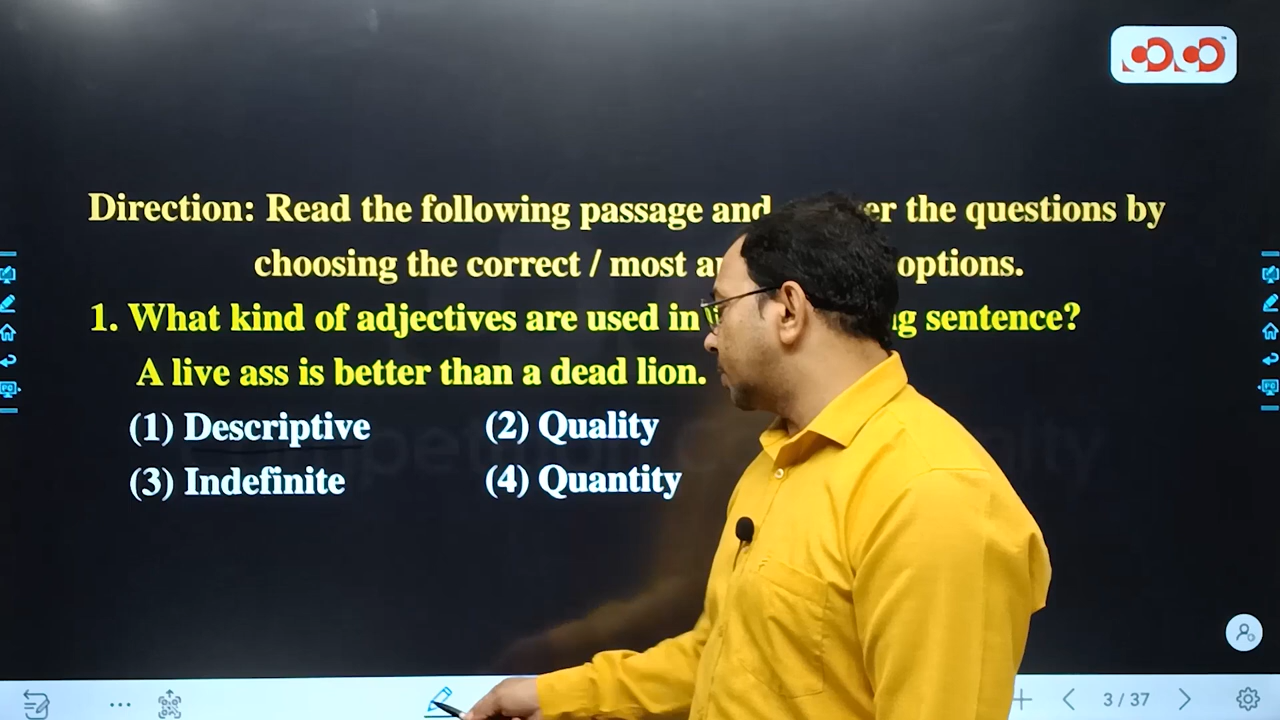 Direction: Read the following passage and the questions by
choosing the correct / most options.
1. What kind of adjectives are used in sentence?
A live ass is better than a dead lion.
(1) Descriptive (2) Quality
(3) Indefinite (4) Quantity
3 / 37